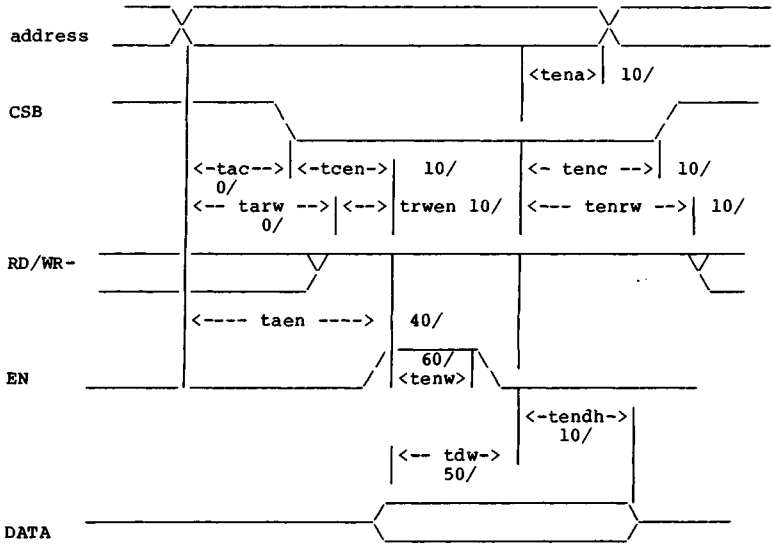 address
<tena> 10/
CSB
<-tac--> <-tcen-> 10/ <- tenc --> 10/
0/
<-- tarw --> <--> trwen 10/ <--- tenrw --> 10/
0/
RD/WR-
<---- taen ----> 40/
60/
EN <tenw>
<-tendh->
10/
<-- tdw->
50/
DATA